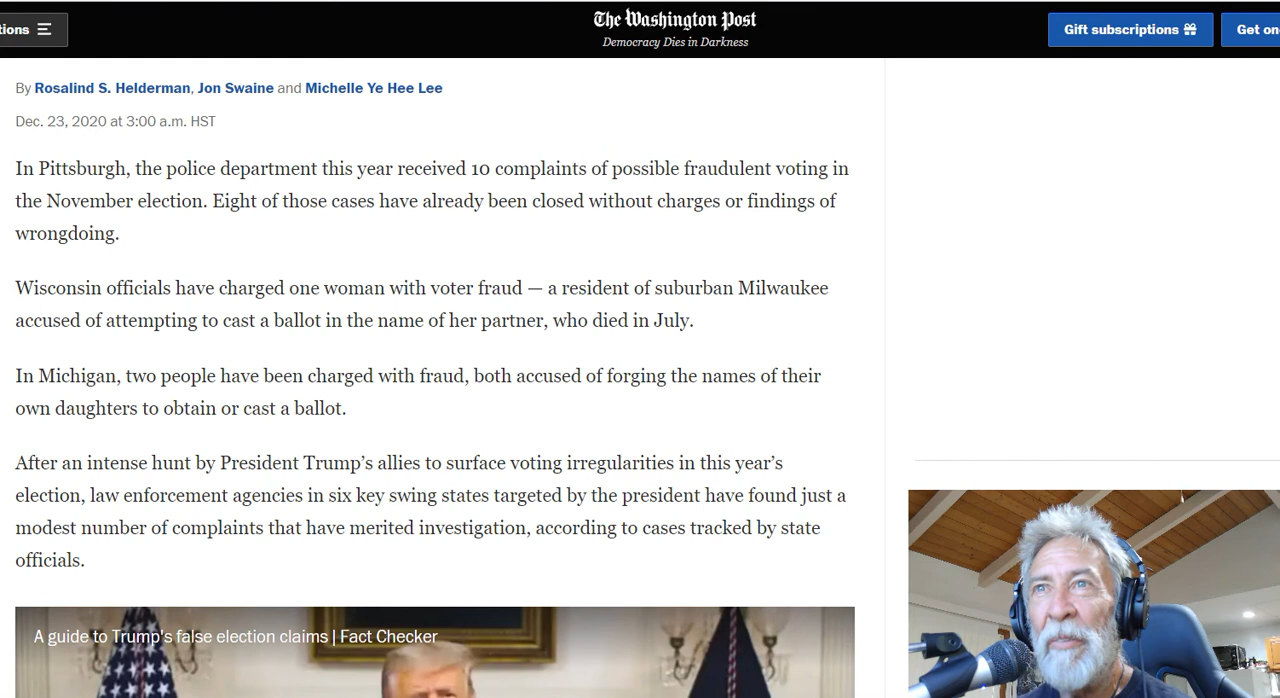 tions
The Washington Post
Democracy Dies in Darkness
Gift subscriptions
Get on
By Rosalind S. Helderman, Jon Swaine and Michelle Ye Hee Lee
Dec. 23, 2020 at 3:00 a.m. HST
In Pittsburgh, the police department this year received 10 complaints of possible fraudulent voting in
the November election. Eight of those cases have already been closed without charges or findings of
wrongdoing.
Wisconsin officials have charged one woman with voter fraud — a resident of suburban Milwaukee
accused of attempting to cast a ballot in the name of her partner, who died in July.
In Michigan, two people have been charged with fraud, both accused of forging the names of their
own daughters to obtain or cast a ballot.
After an intense hunt by President Trump’s allies to surface voting irregularities in this year’s
election, law enforcement agencies in six key swing states targeted by the president have found just a
modest number of complaints that have merited investigation, according to cases tracked by state
officials.
A guide to Trump's false election claims | Fact Checker